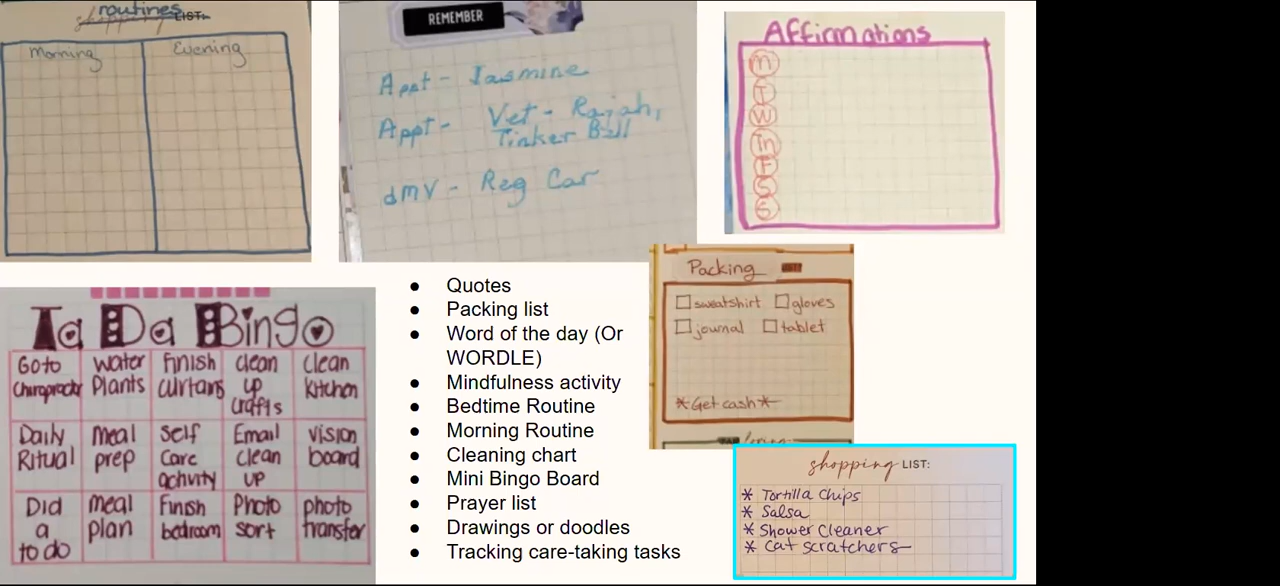 routines
shopping LIST:
Morning Evening
REMEMBER
Appt - Jasmine
Appt - Vet - Rajah,
Tinker Bell
dMV - Reg Car
Affirmations
M
T
W
Th
F
S
S
Ta Da Bingo
Go to Chiropractor
water Plants
Finish curtains
clean up crafts
clean kitchen
Daily Ritual
meal prep
Self care activity
Email clean up
vision board
Did a to do
meal plan
Finish bedroom
Photo sort
photo transfer
Quotes
Packing list
Word of the day (Or
WORDLE)
Mindfulness activity
Bedtime Routine
Morning Routine
Cleaning chart
Mini Bingo Board
Prayer list
Drawings or doodles
Tracking care-taking tasks
Packing
sweatshirt gloves
journal tablet
*Get cash*
shopping LIST:
* Tortilla Chips
* Salsa
* Shower Cleaner
* Cat scratchers